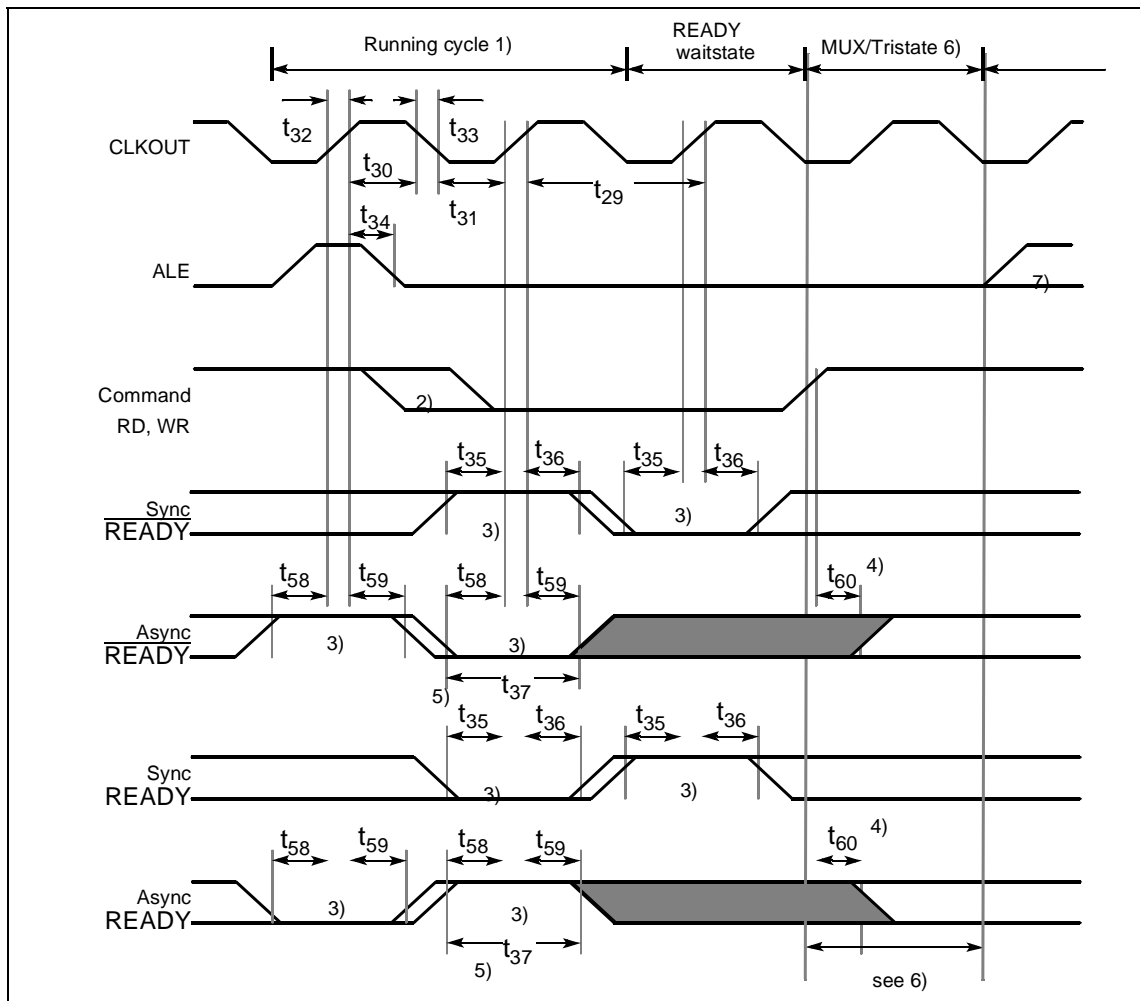 Running cycle 1)
READY
waitstate
MUX/Tristate 6)
CLKOUT
t32
t33
t30
t31
t29
t34
ALE
7)
Command
RD, WR
2)
t35
t36
t35
t36
Sync
READY
3)
3)
t58
t59
t58
t59
t60
4)
Async
READY
3)
3)
t37
5)
t35
t36
t35
t36
Sync
READY
3)
3)
t58
t59
t58
t59
t60
4)
Async
READY
3)
3)
t37
5)
see 6)